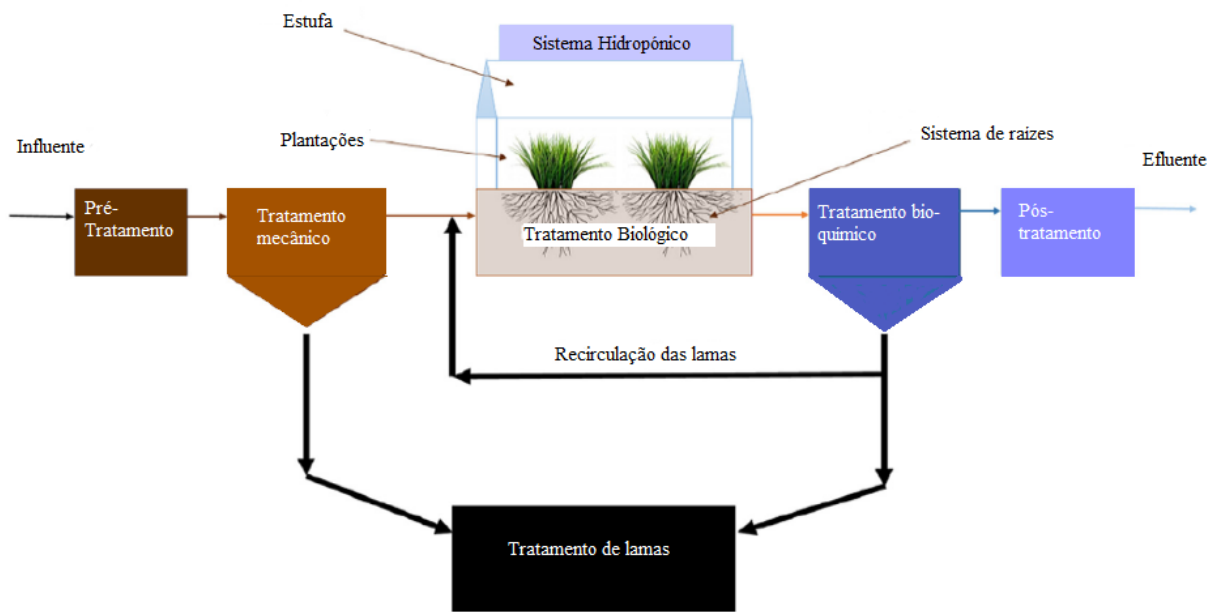 Estufa
Sistema Hidropónico
Influente
Plantações
Sistema de raizes
Efluente
Pré-
Tratamento
Tratamento
mecânico
Tratamento Biológico
Tratamento bio-
quimico
Pós-
tratamento
Recirculação das lamas
Tratamento de lamas